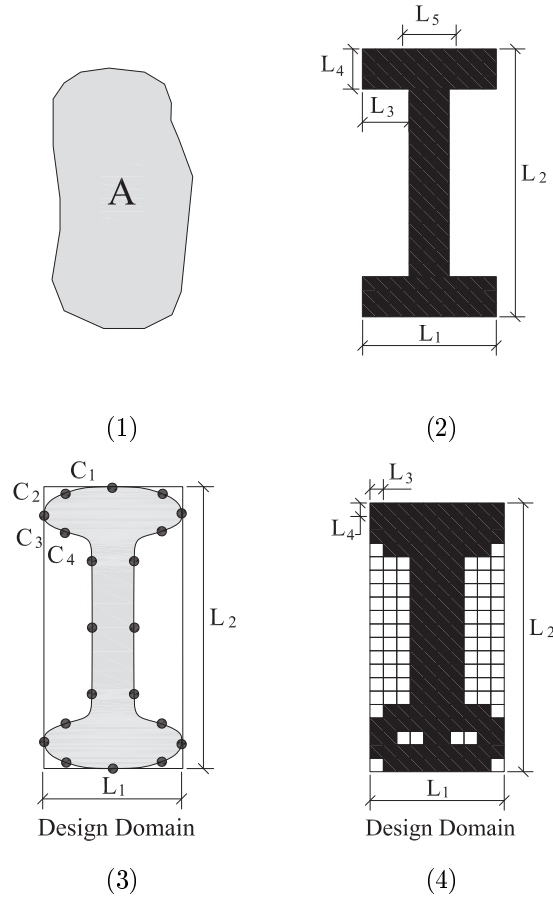 A
L₅
L₄
L₃
L₂
L₁
(1)
(2)
C₁
C₂
C₃
C₄
L₂
L₁
Design Domain
(3)
L₃
L₄
L₂
L₁
Design Domain
(4)